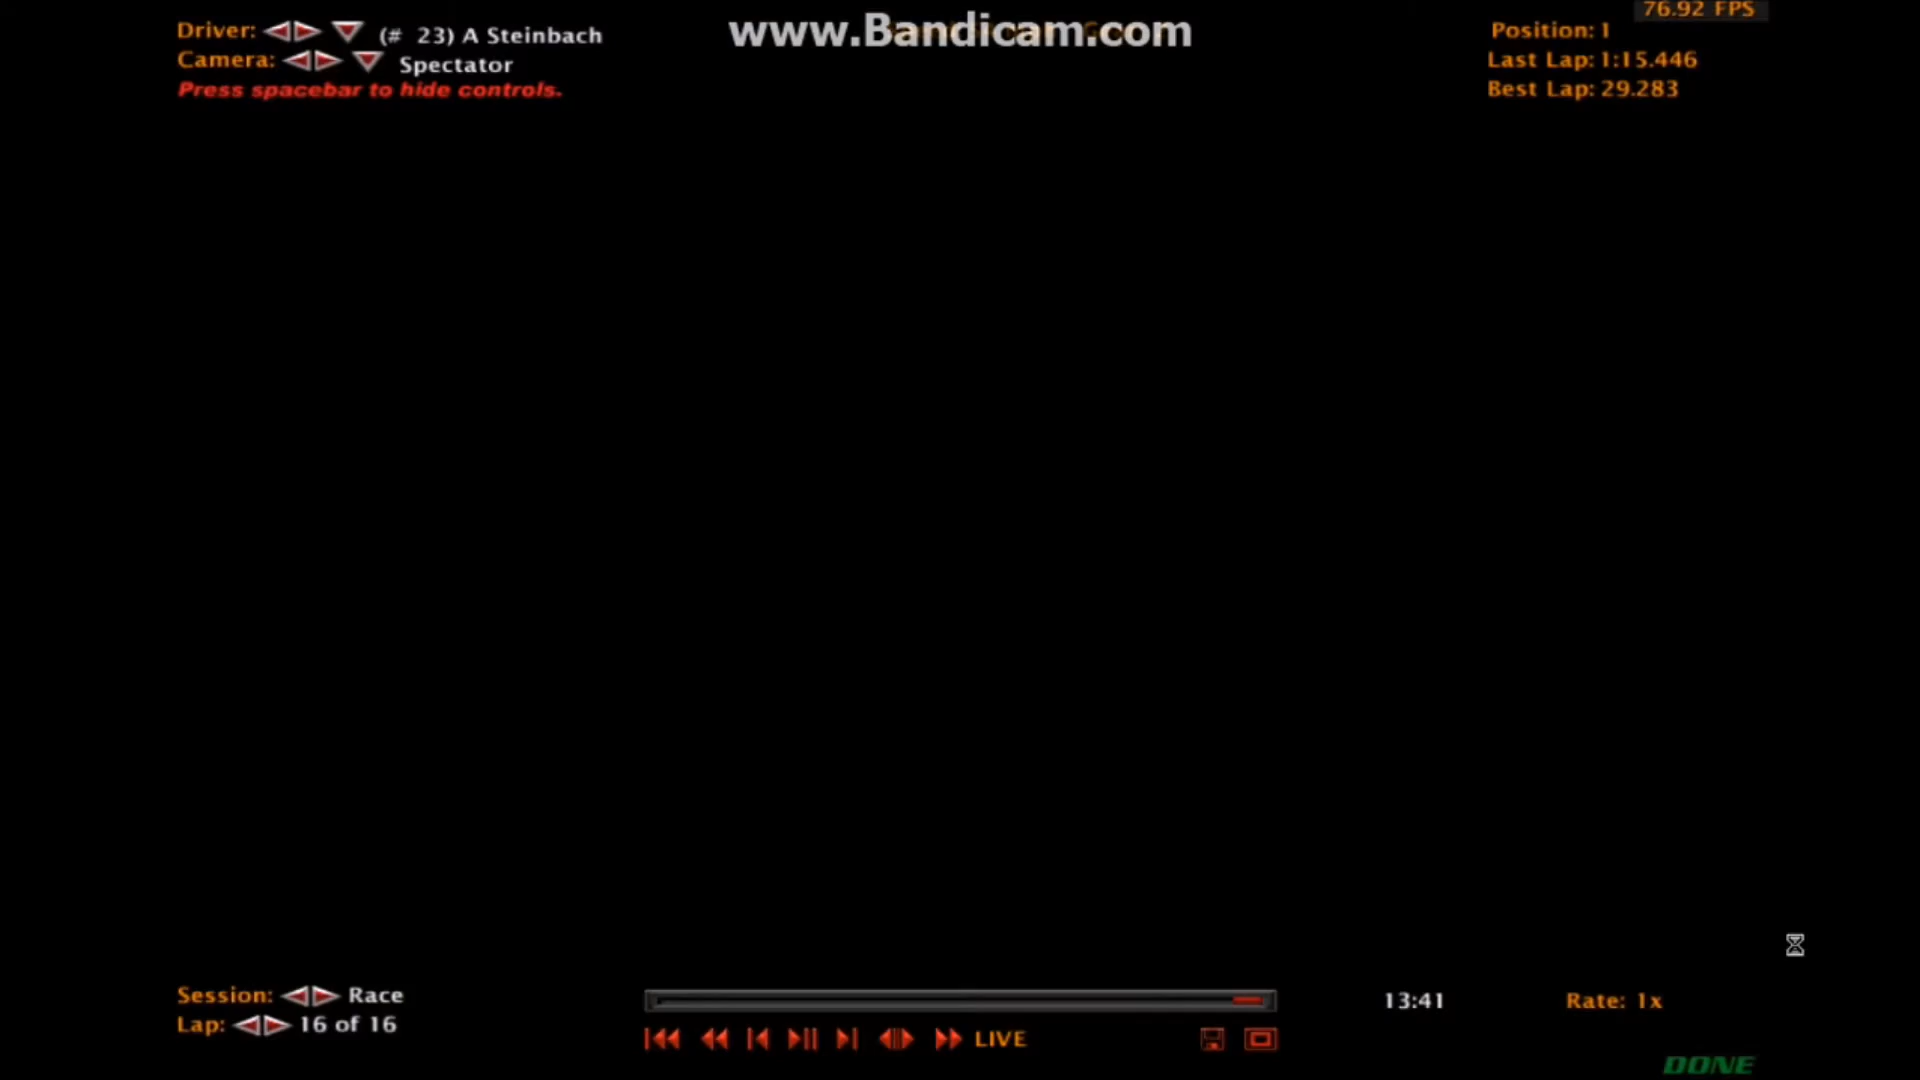 Driver: (# 23) A Steinbach
Camera: Spectator
Press spacebar to hide controls.
www.Bandicam.com
76.92 FPS
Position: 1
Last Lap: 1:15.446
Best Lap: 29.283
Session: Race
Lap: 16 of 16
LIVE
13:41
Rate: 1x
DONE